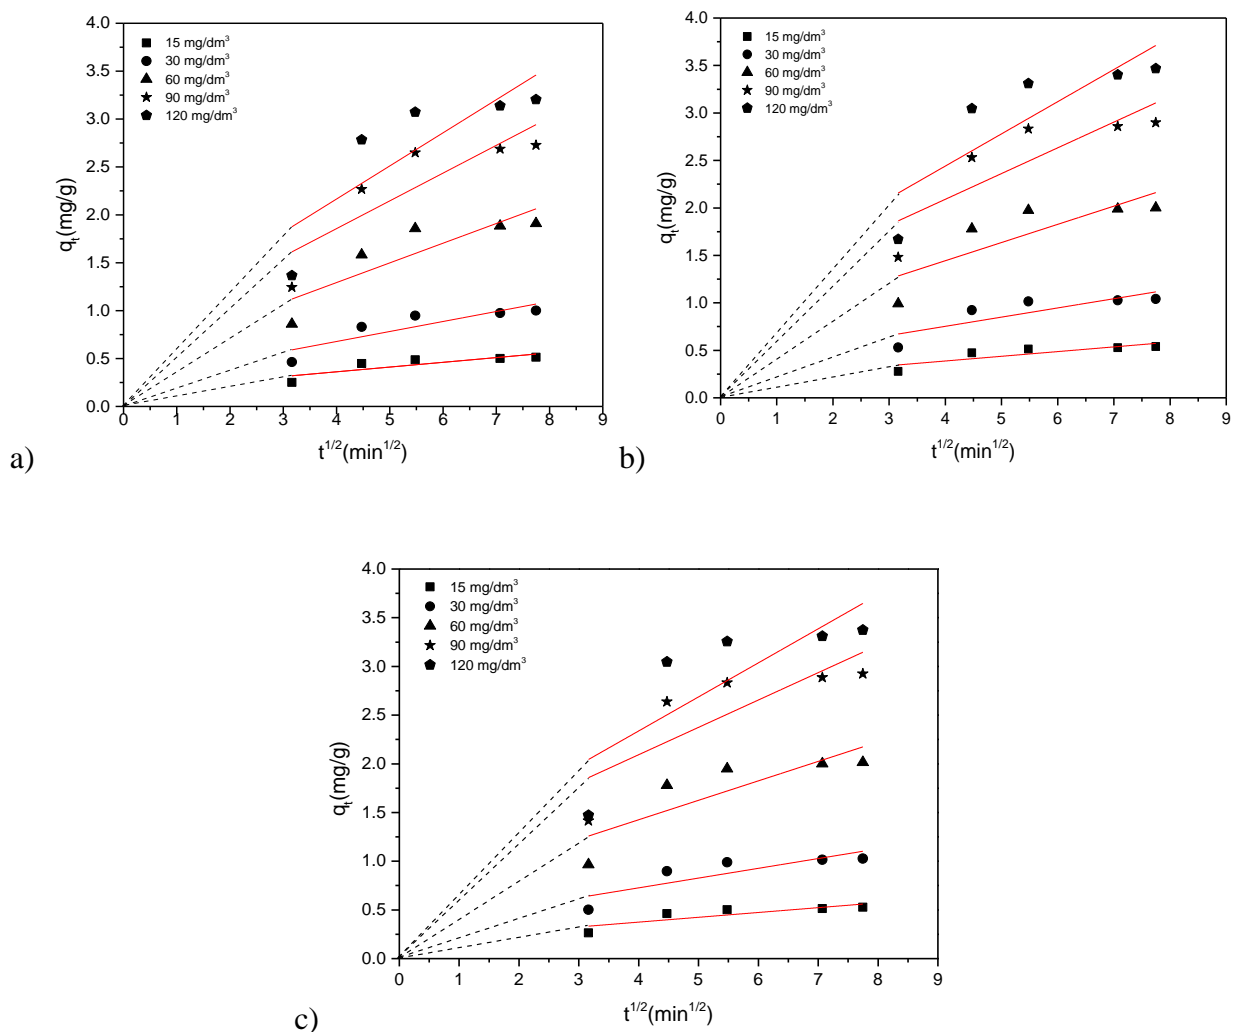 4.0
3.5
3.0
2.5
2.0
1.5
1.0
0.5
0.0
qt(mg/g)
15 mg/dm³
30 mg/dm³
60 mg/dm³
90 mg/dm³
120 mg/dm³
0 1 2 3 4 5 6 7 8 9
t¹/²(min¹/²)
a)
4.0
3.5
3.0
2.5
2.0
1.5
1.0
0.5
0.0
qt(mg/g)
15 mg/dm³
30 mg/dm³
60 mg/dm³
90 mg/dm³
120 mg/dm³
0 1 2 3 4 5 6 7 8 9
t¹/²(min¹/²)
b)
4.0
3.5
3.0
2.5
2.0
1.5
1.0
0.5
0.0
qt(mg/g)
15 mg/dm³
30 mg/dm³
60 mg/dm³
90 mg/dm³
120 mg/dm³
0 1 2 3 4 5 6 7 8 9
t¹/²(min¹/²)
c)